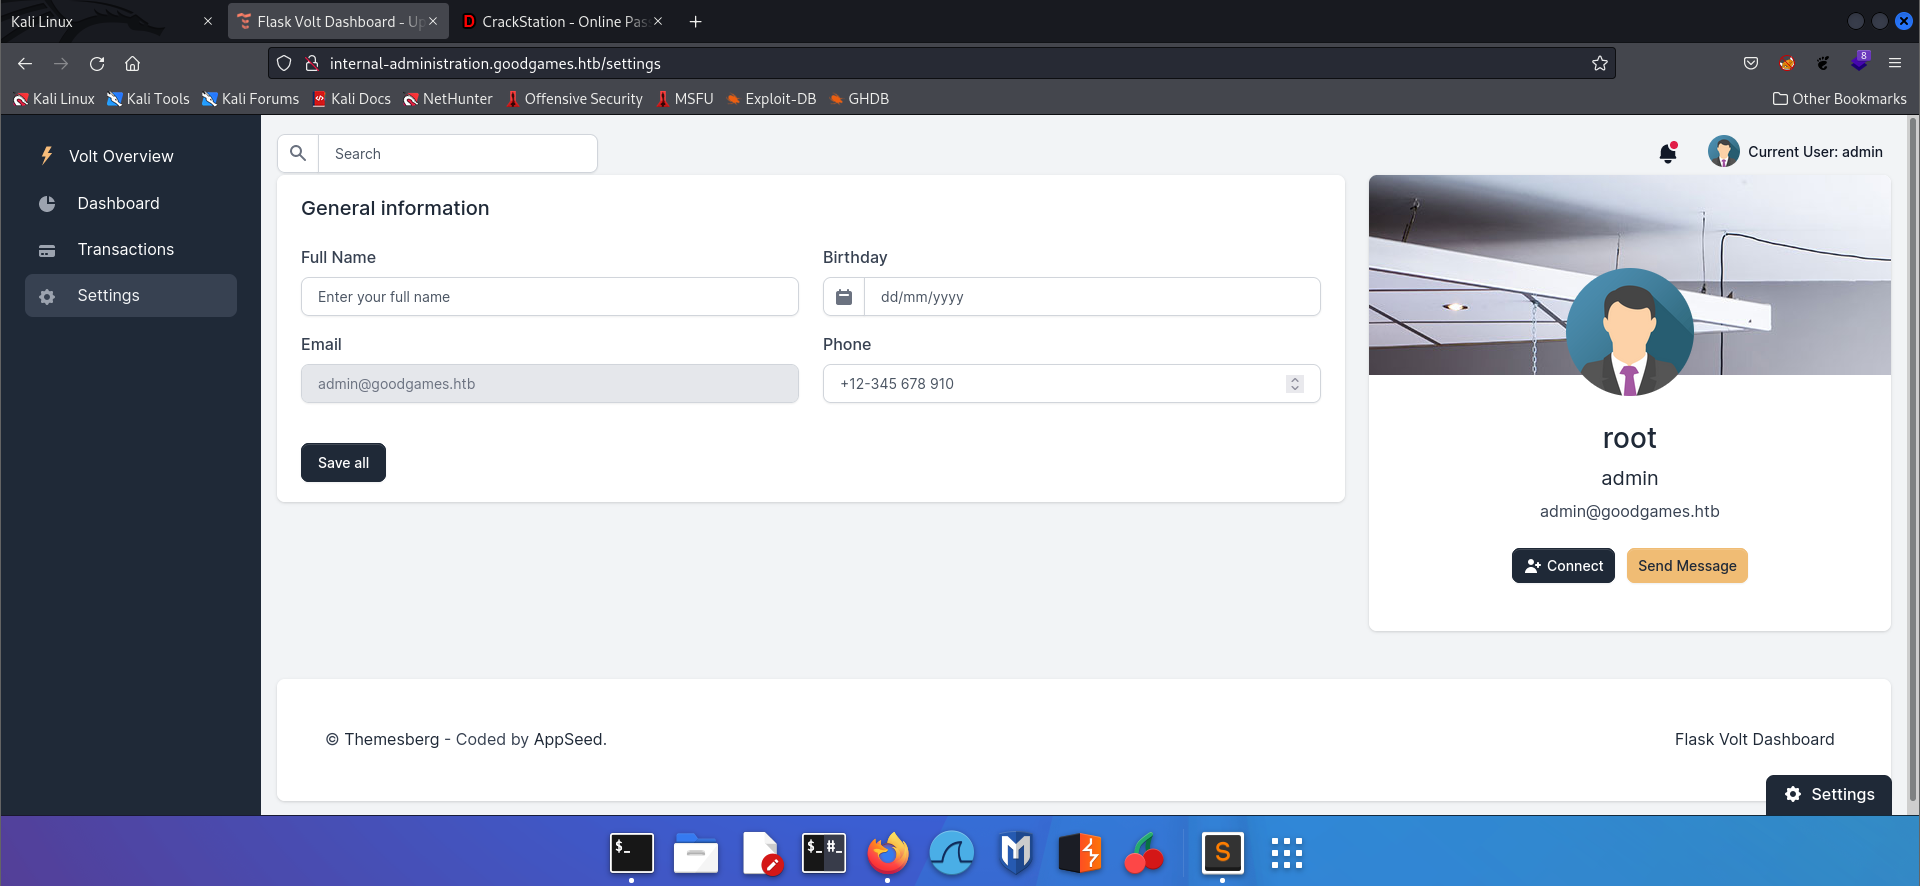 Kali Linux
Flask Volt Dashboard - Up
CrackStation - Online Pas
internal-administration.goodgames.htb/settings
8
Kali Linux
Kali Tools
Kali Forums
Kali Docs
NetHunter
Offensive Security
MSFU
Exploit-DB
GHDB
Other Bookmarks
Volt Overview
Dashboard
Transactions
Settings
Search
Current User: admin
General information
Full Name
Birthday
Enter your full name
dd/mm/yyyy
Email
Phone
admin@goodgames.htb
+12-345 678 910
Save all
root
admin
admin@goodgames.htb
Connect
Send Message
© Themesberg - Coded by AppSeed.
Flask Volt Dashboard
Settings
$_
$_ #_
S